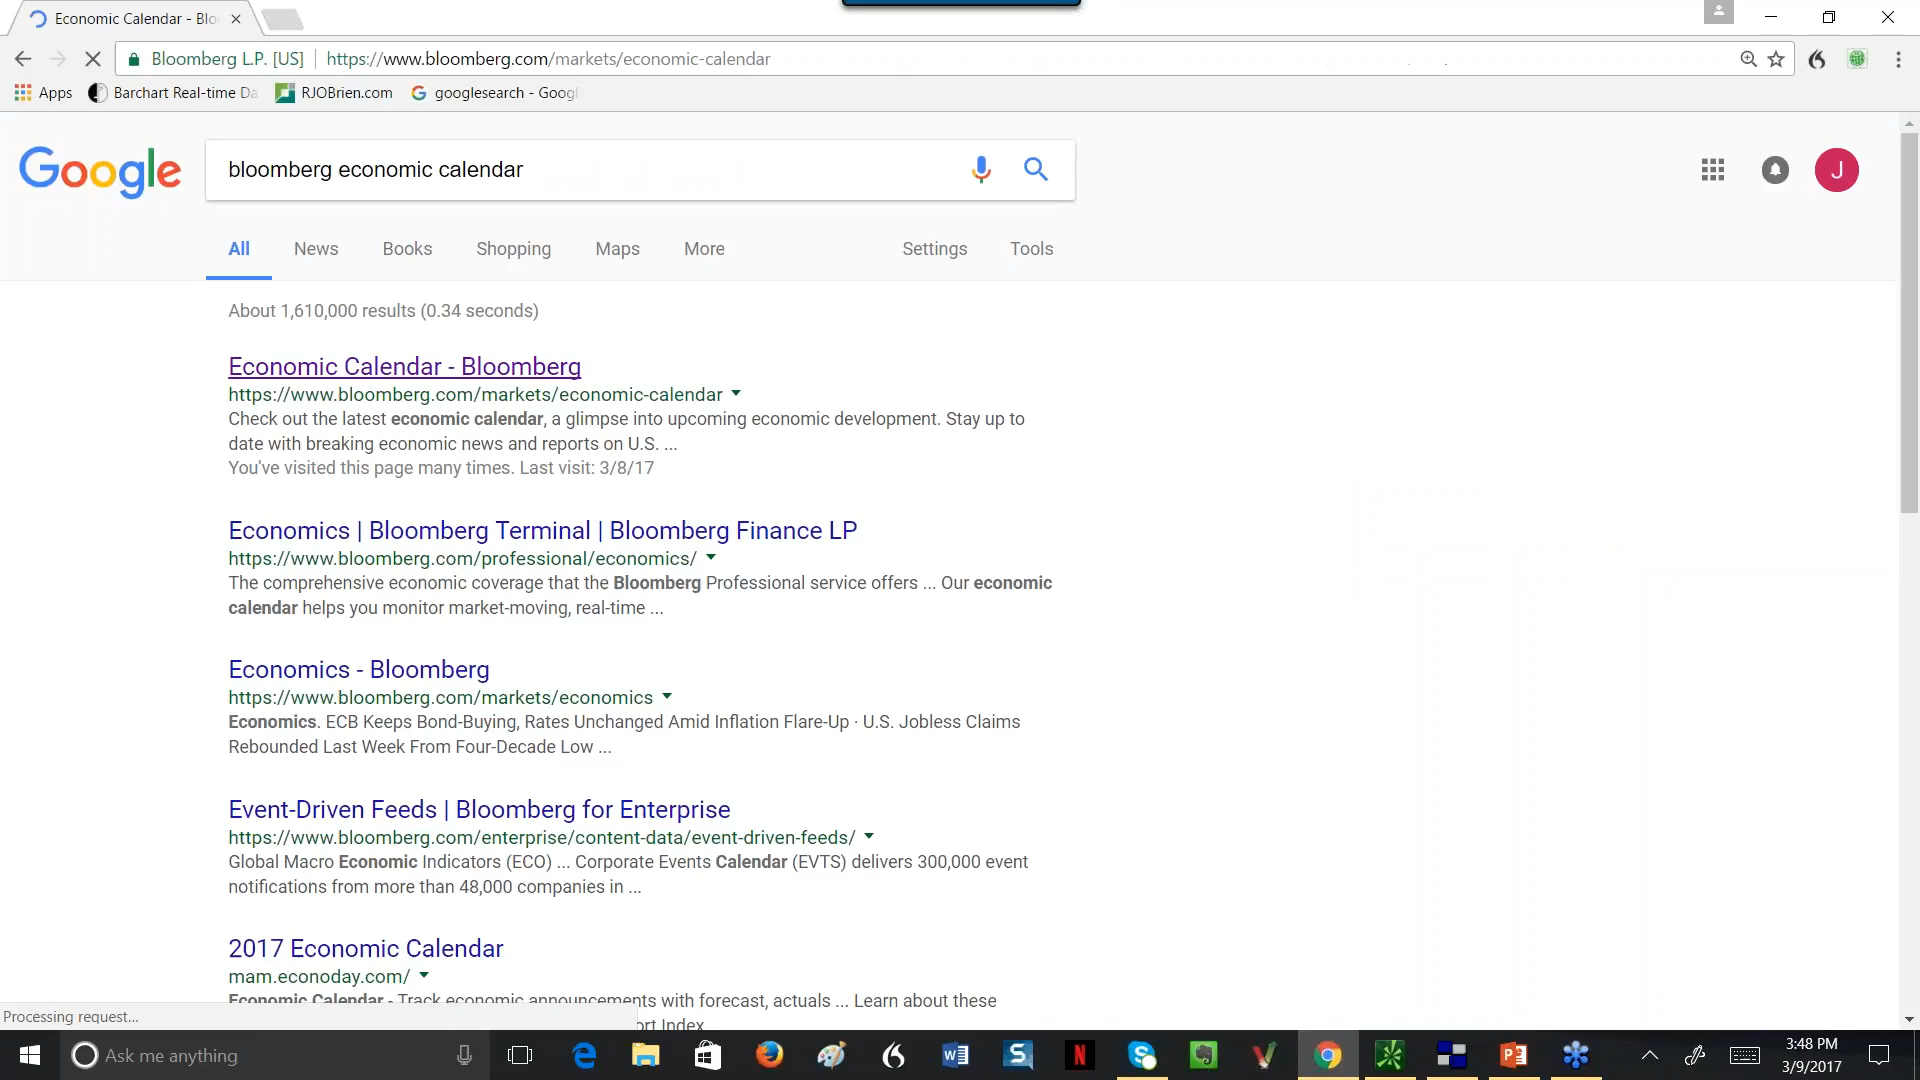 Economic Calendar - Blo
Bloomberg L.P. [US] https://www.bloomberg.com/markets/economic-calendar
Apps Barchart Real-time Da RJOBrien.com googlesearch - Googl
Google bloomberg economic calendar J
All News Books Shopping Maps More Settings Tools
About 1,610,000 results (0.34 seconds)
Economic Calendar - Bloomberg
https://www.bloomberg.com/markets/economic-calendar
Check out the latest economic calendar, a glimpse into upcoming economic development. Stay up to
date with breaking economic news and reports on U.S. ...
You've visited this page many times. Last visit: 3/8/17
Economics | Bloomberg Terminal | Bloomberg Finance LP
https://www.bloomberg.com/professional/economics/
The comprehensive economic coverage that the Bloomberg Professional service offers ... Our economic
calendar helps you monitor market-moving, real-time ...
Economics - Bloomberg
https://www.bloomberg.com/markets/economics
Economics. ECB Keeps Bond-Buying, Rates Unchanged Amid Inflation Flare-Up · U.S. Jobless Claims
Rebounded Last Week From Four-Decade Low ...
Event-Driven Feeds | Bloomberg for Enterprise
https://www.bloomberg.com/enterprise/content-data/event-driven-feeds/
Global Macro Economic Indicators (ECO) ... Corporate Events Calendar (EVTS) delivers 300,000 event
notifications from more than 48,000 companies in ...
2017 Economic Calendar
mam.econoday.com/
Economic Calendar - Track economic announcements with forecast, actuals ... Learn about these
Processing request... ort Index
Ask me anything 3:48 PM
3/9/2017